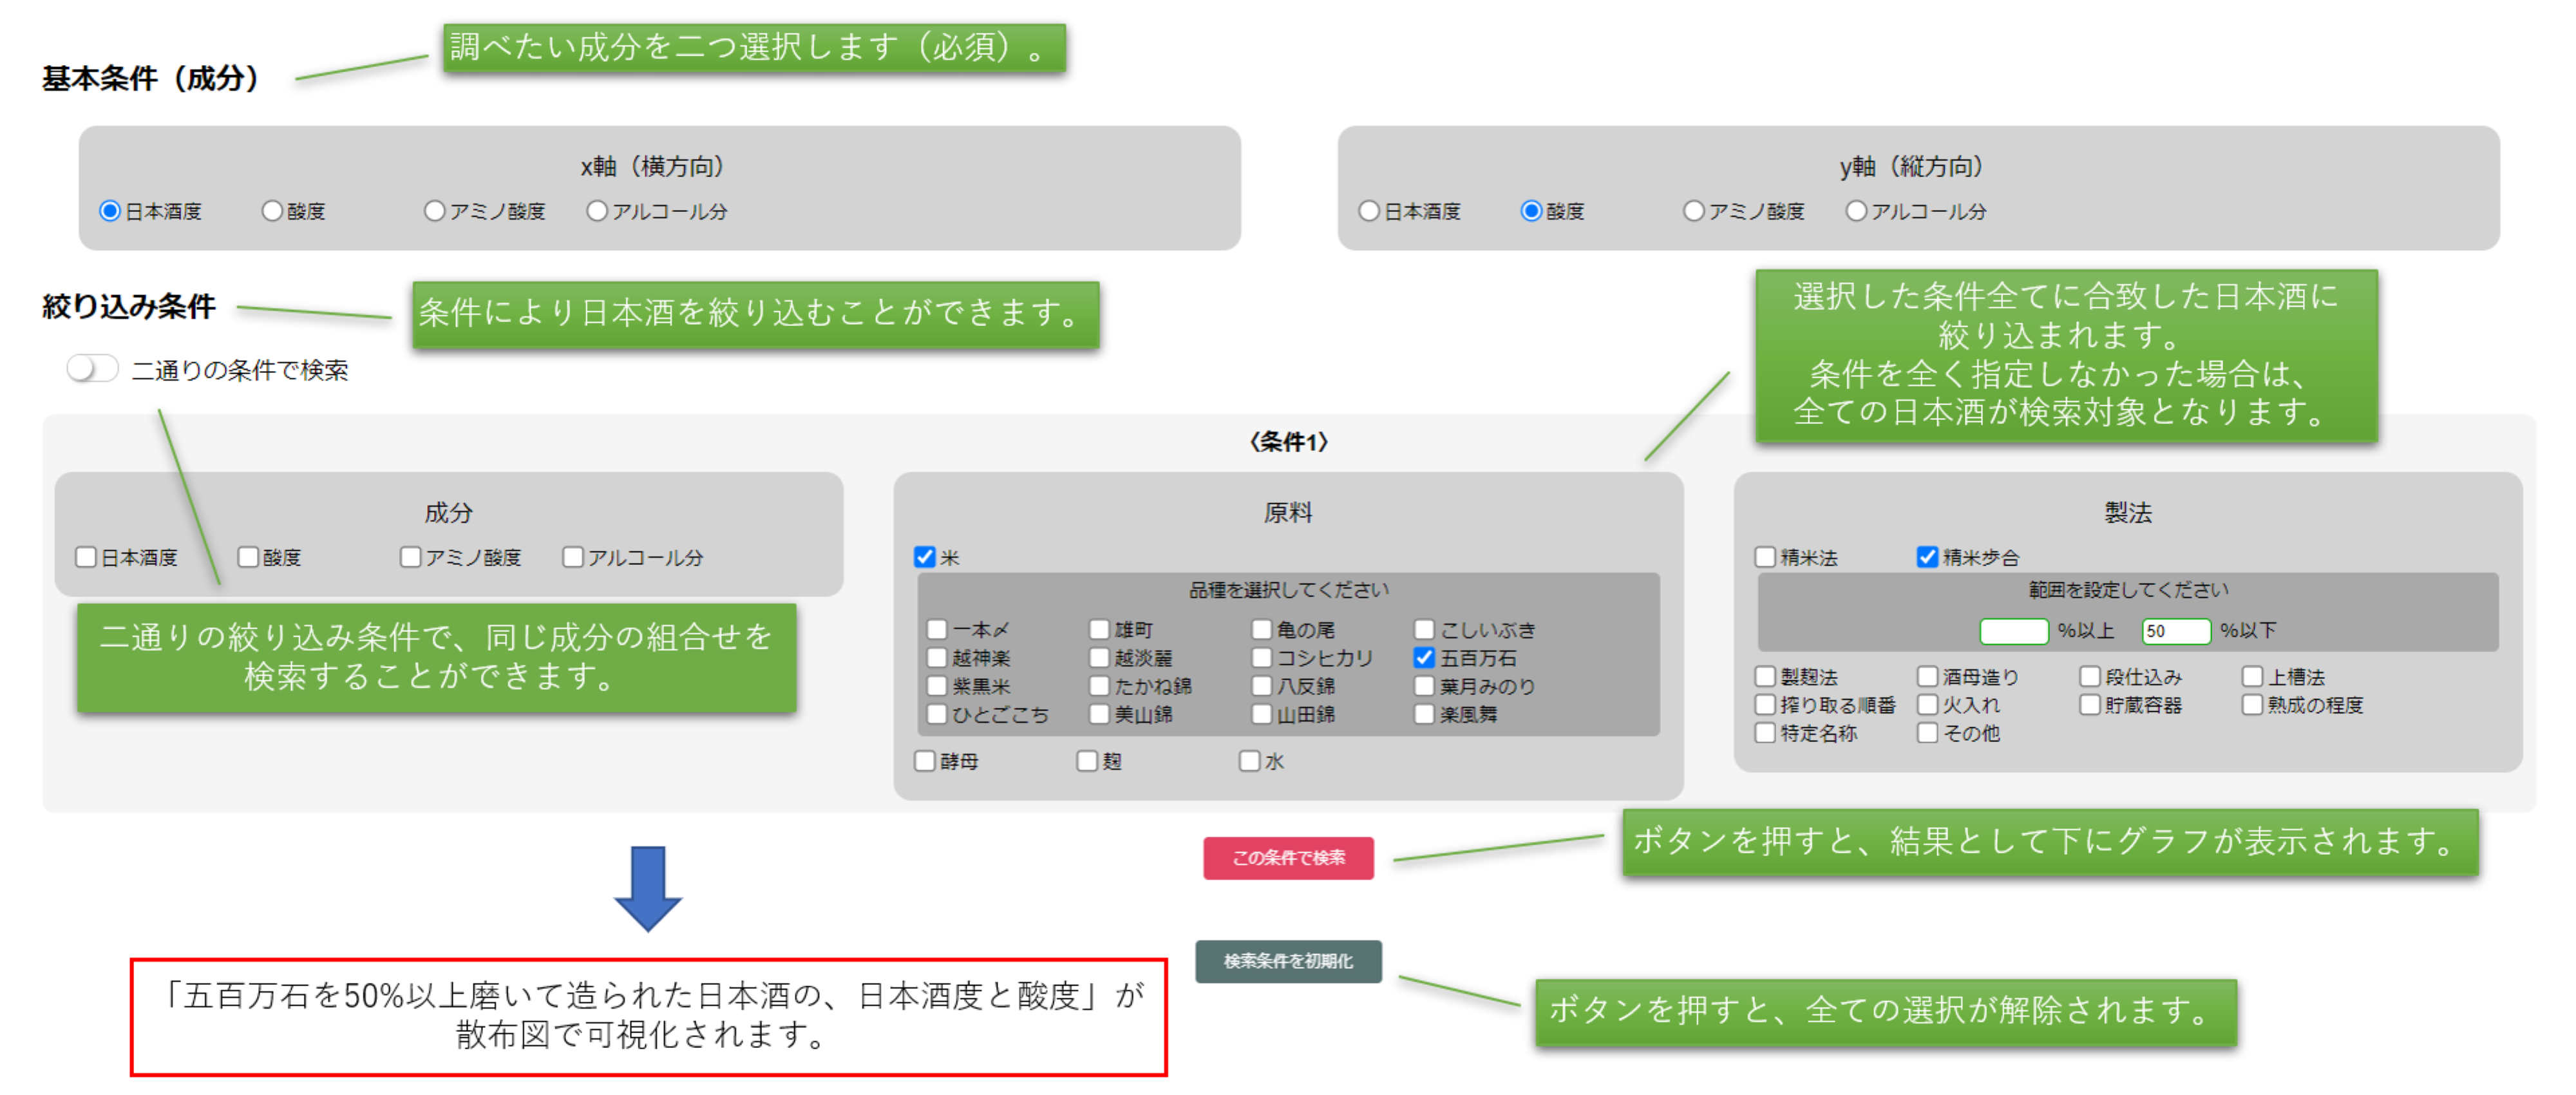 調べたい成分を二つ選択します（必須）。
基本条件（成分）
x軸（横方向）
日本酒度 酸度 アミノ酸度 アルコール分
y軸（縦方向）
日本酒度 酸度 アミノ酸度 アルコール分
絞り込み条件
条件により日本酒を絞り込むことができます。
選択した条件全てに合致した日本酒に
絞り込まれます。
条件を全く指定しなかった場合は、
全ての日本酒が検索対象となります。
二通りの条件で検索
〈条件1〉
成分
日本酒度 酸度 アミノ酸度 アルコール分
二通りの絞り込み条件で、同じ成分の組合せを
検索することができます。
原料
米
品種を選択してください
一本〆 雄町 亀の尾 こしいぶき
越神楽 越淡麗 コシヒカリ 五百万石
紫黒米 たかね錦 八反錦 葉月みのり
ひとごこち 美山錦 山田錦 楽風舞
酵母 麹 水
製法
精米法 精米歩合
範囲を設定してください
%以上 50 %以下
製麹法 酒母造り 段仕込み 上槽法
搾り取る順番 火入れ 貯蔵容器 熟成の程度
特定名称 その他
この条件で検索
ボタンを押すと、結果として下にグラフが表示されます。
検索条件を初期化
ボタンを押すと、全ての選択が解除されます。
「五百万石を50%以上磨いて造られた日本酒の、日本酒度と酸度」が
散布図で可視化されます。